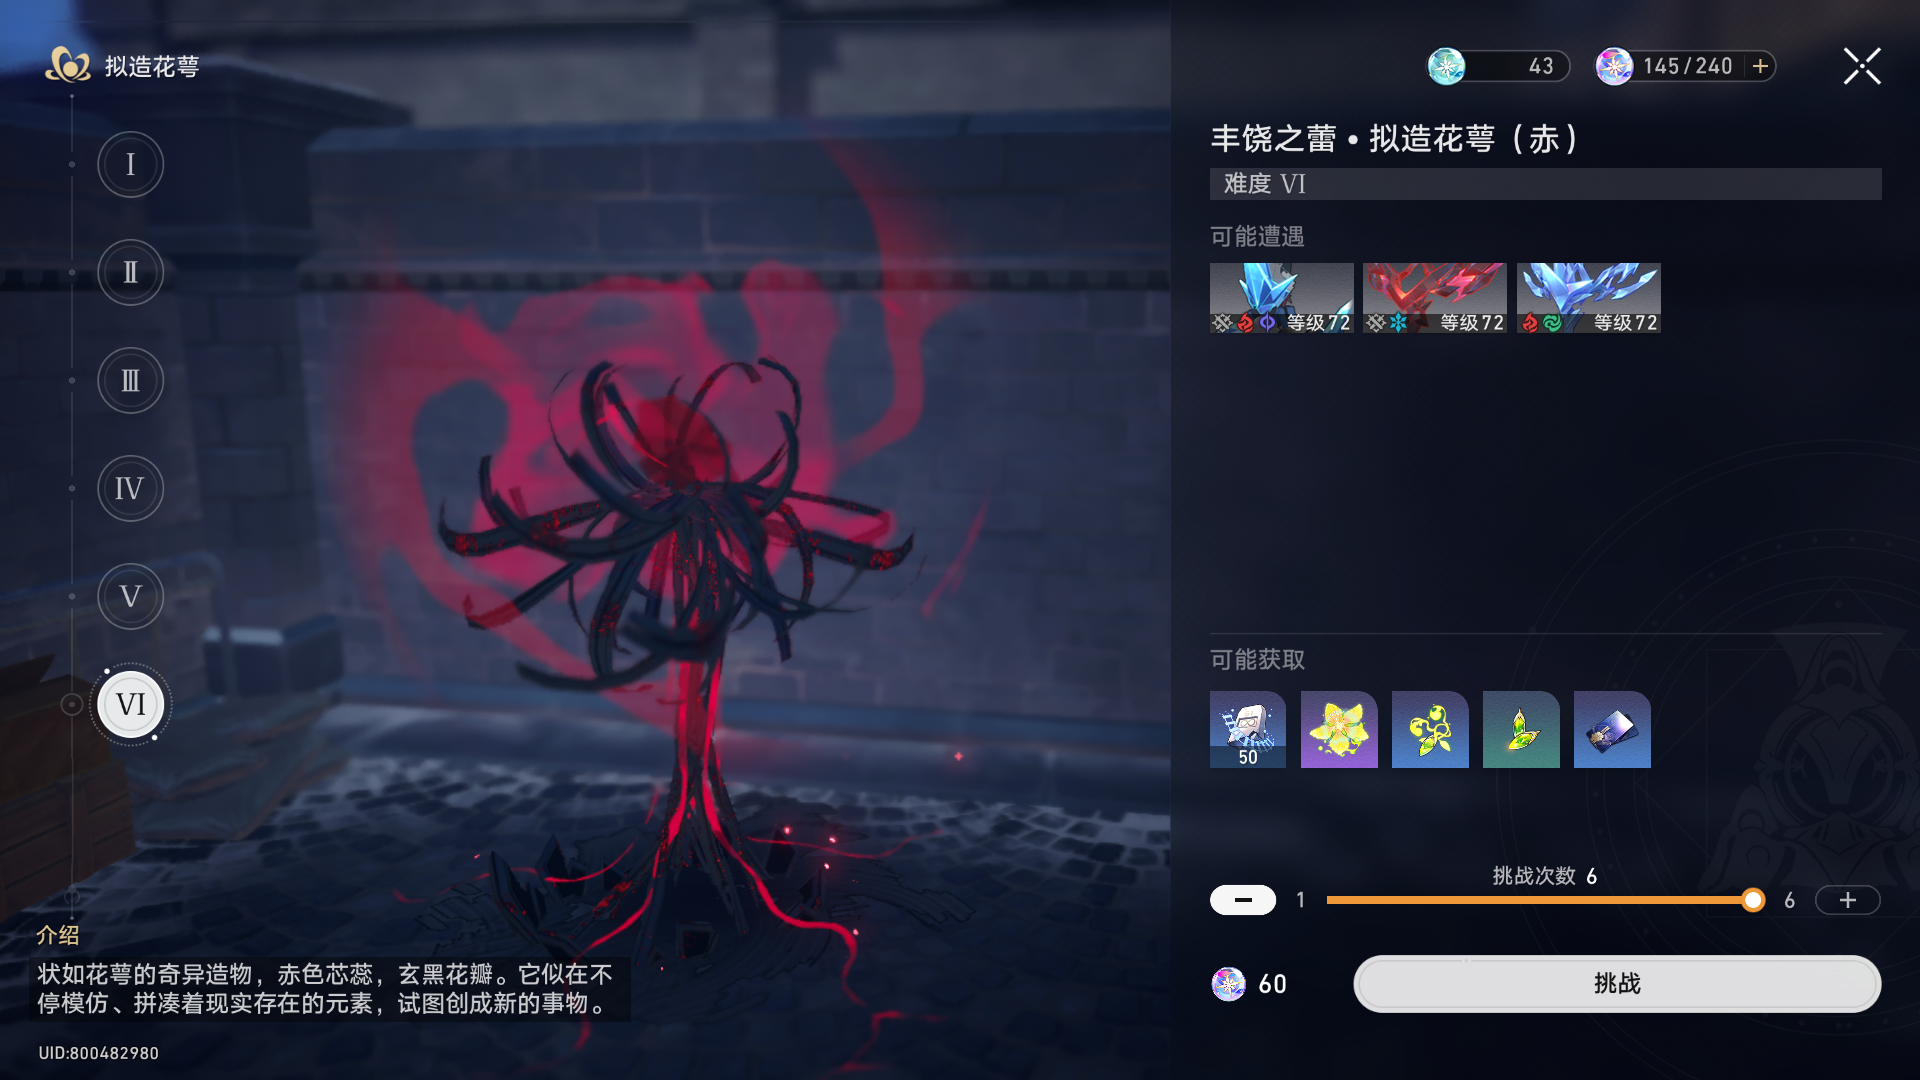 拟造花萼
43
145/240
丰饶之蕾•拟造花萼（赤）
难度 VI
可能遭遇
等级72
等级72
等级72
I
II
III
IV
V
VI
可能获取
50
挑战次数 6
1
6
60
挑战
介绍
状如花萼的奇异造物，赤色芯蕊，玄黑花瓣。它似在不
停模仿、拼凑着现实存在的元素，试图创成新的事物。
UID:800482980